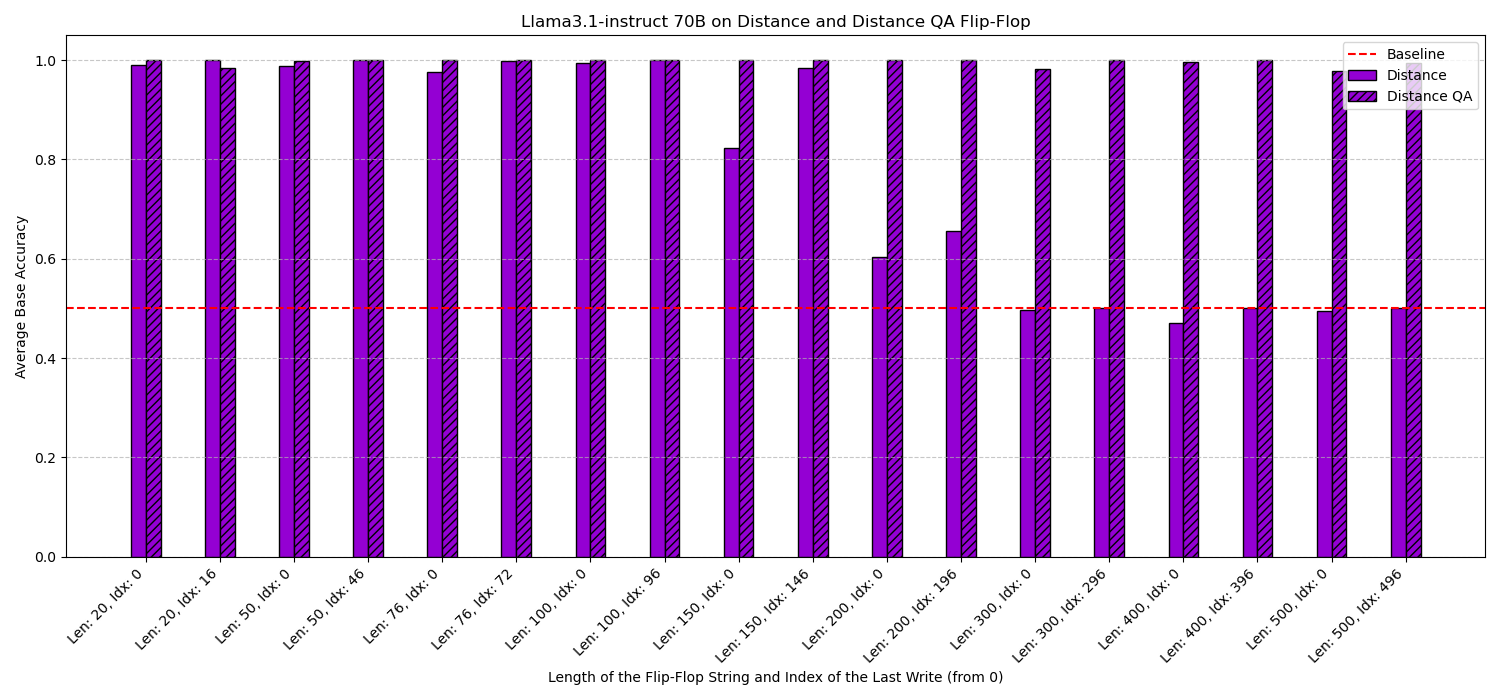 Llama3.1-instruct 70B on Distance and Distance QA Flip-Flop
Baseline
Distance
Distance QA
Average Base Accuracy
1.0
0.8
0.6
0.4
0.2
0.0
Len: 20, Idx: 0
Len: 20, Idx: 16
Len: 50, Idx: 0
Len: 50, Idx: 46
Len: 76, Idx: 0
Len: 76, Idx: 72
Len: 100, Idx: 0
Len: 100, Idx: 96
Len: 150, Idx: 0
Len: 150, Idx: 146
Len: 200, Idx: 0
Len: 200, Idx: 196
Len: 300, Idx: 0
Len: 300, Idx: 296
Len: 400, Idx: 0
Len: 400, Idx: 396
Len: 500, Idx: 0
Len: 500, Idx: 496
Length of the Flip-Flop String and Index of the Last Write (from 0)